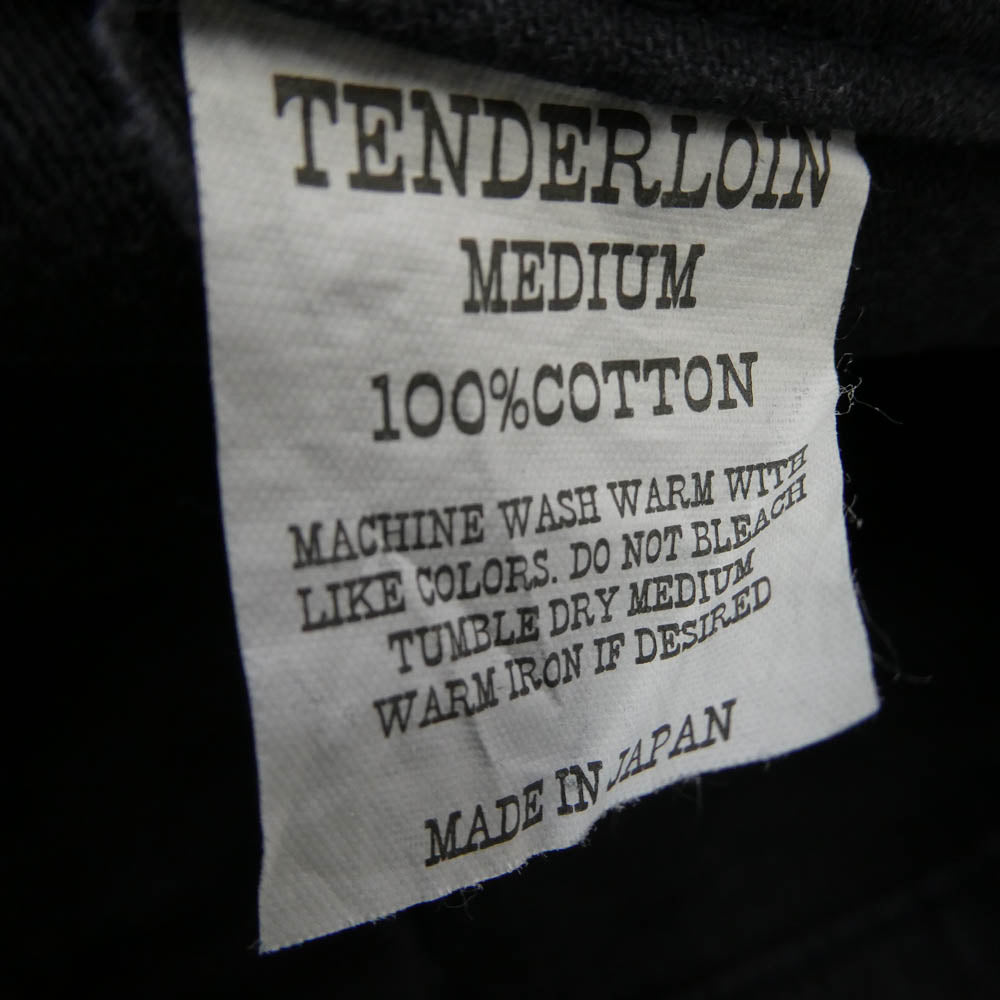 TENDERLOIN
MEDIUM
100%COTTON
MACHINE WASH WARM WITH
LIKE COLORS. DO NOT BLEACH
TUMBLE DRY MEDIUM
WARM IRON IF DESIRED
MADE IN JAPAN